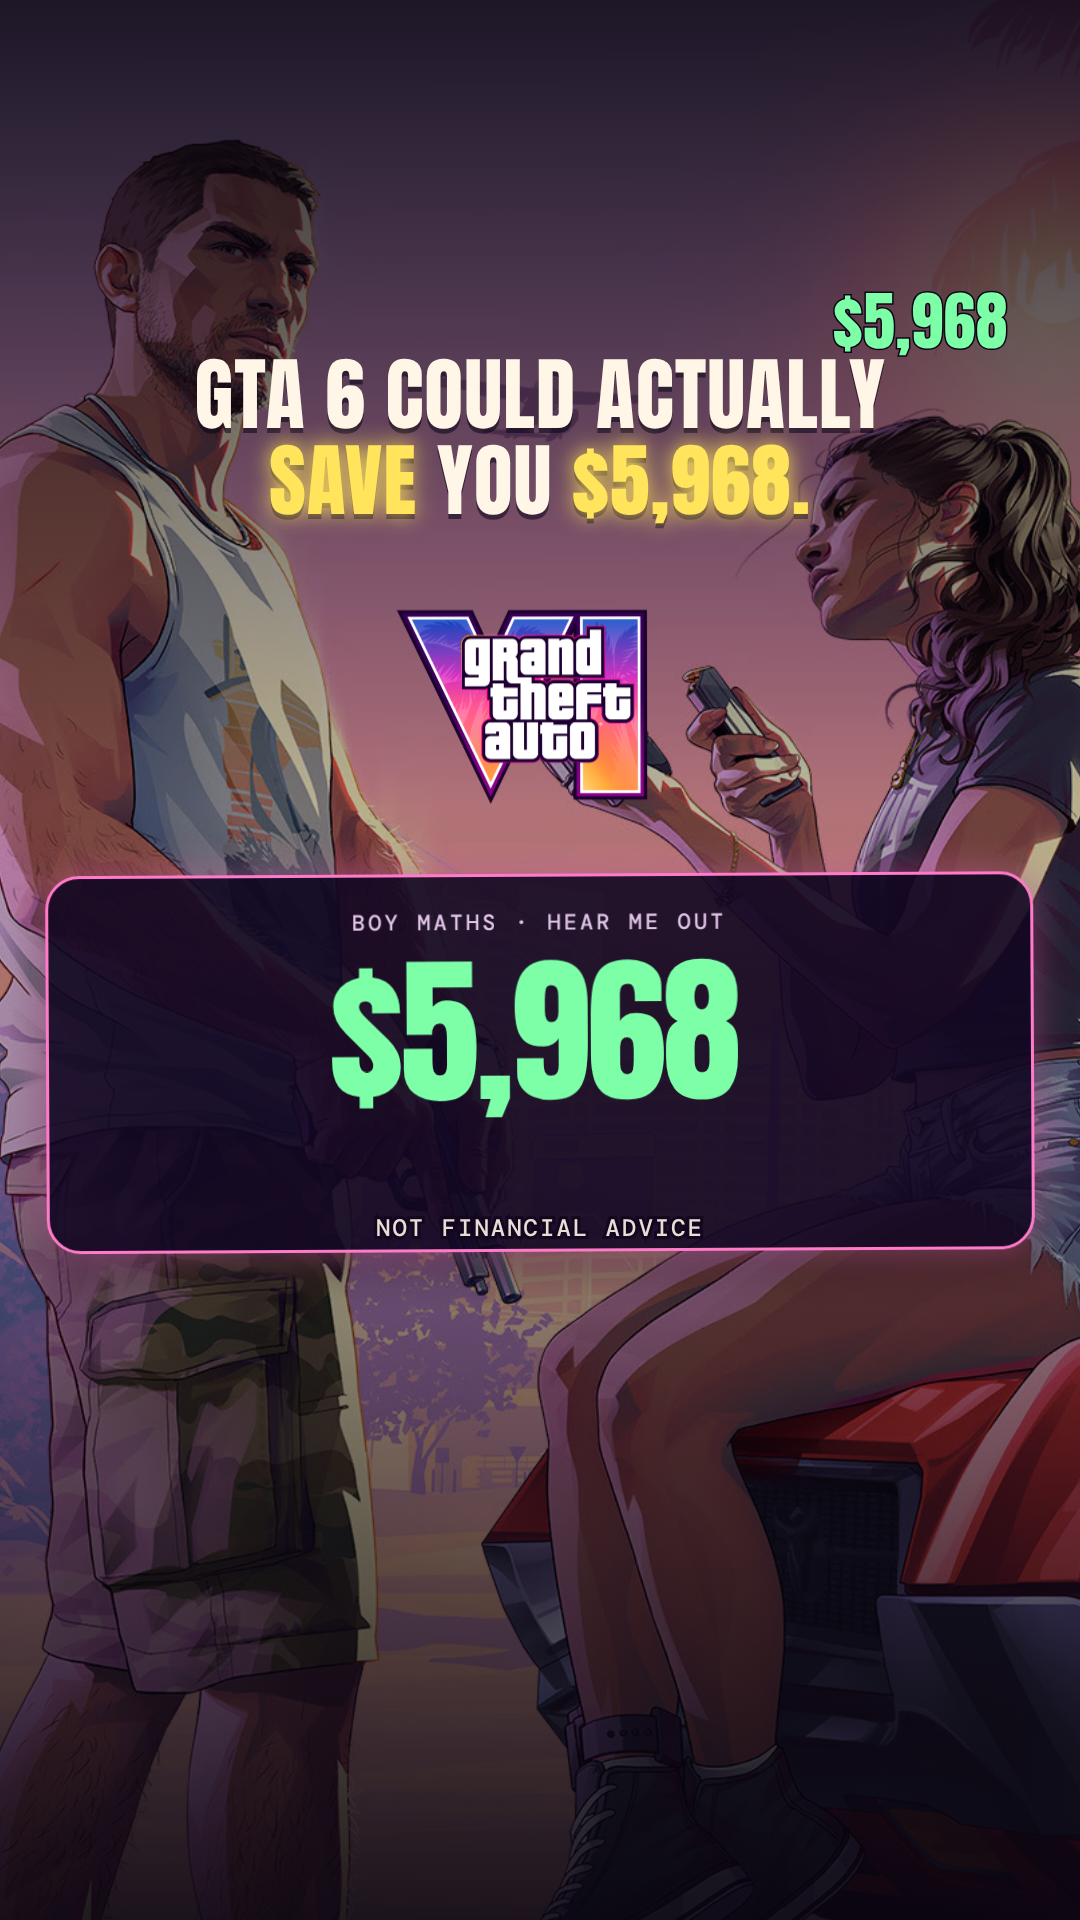 $5,968
GTA 6 COULD ACTUALLY
SAVE YOU $5,968.
VI
grand
theft
auto
BOY MATHS · HEAR ME OUT
$5,968
NOT FINANCIAL ADVICE